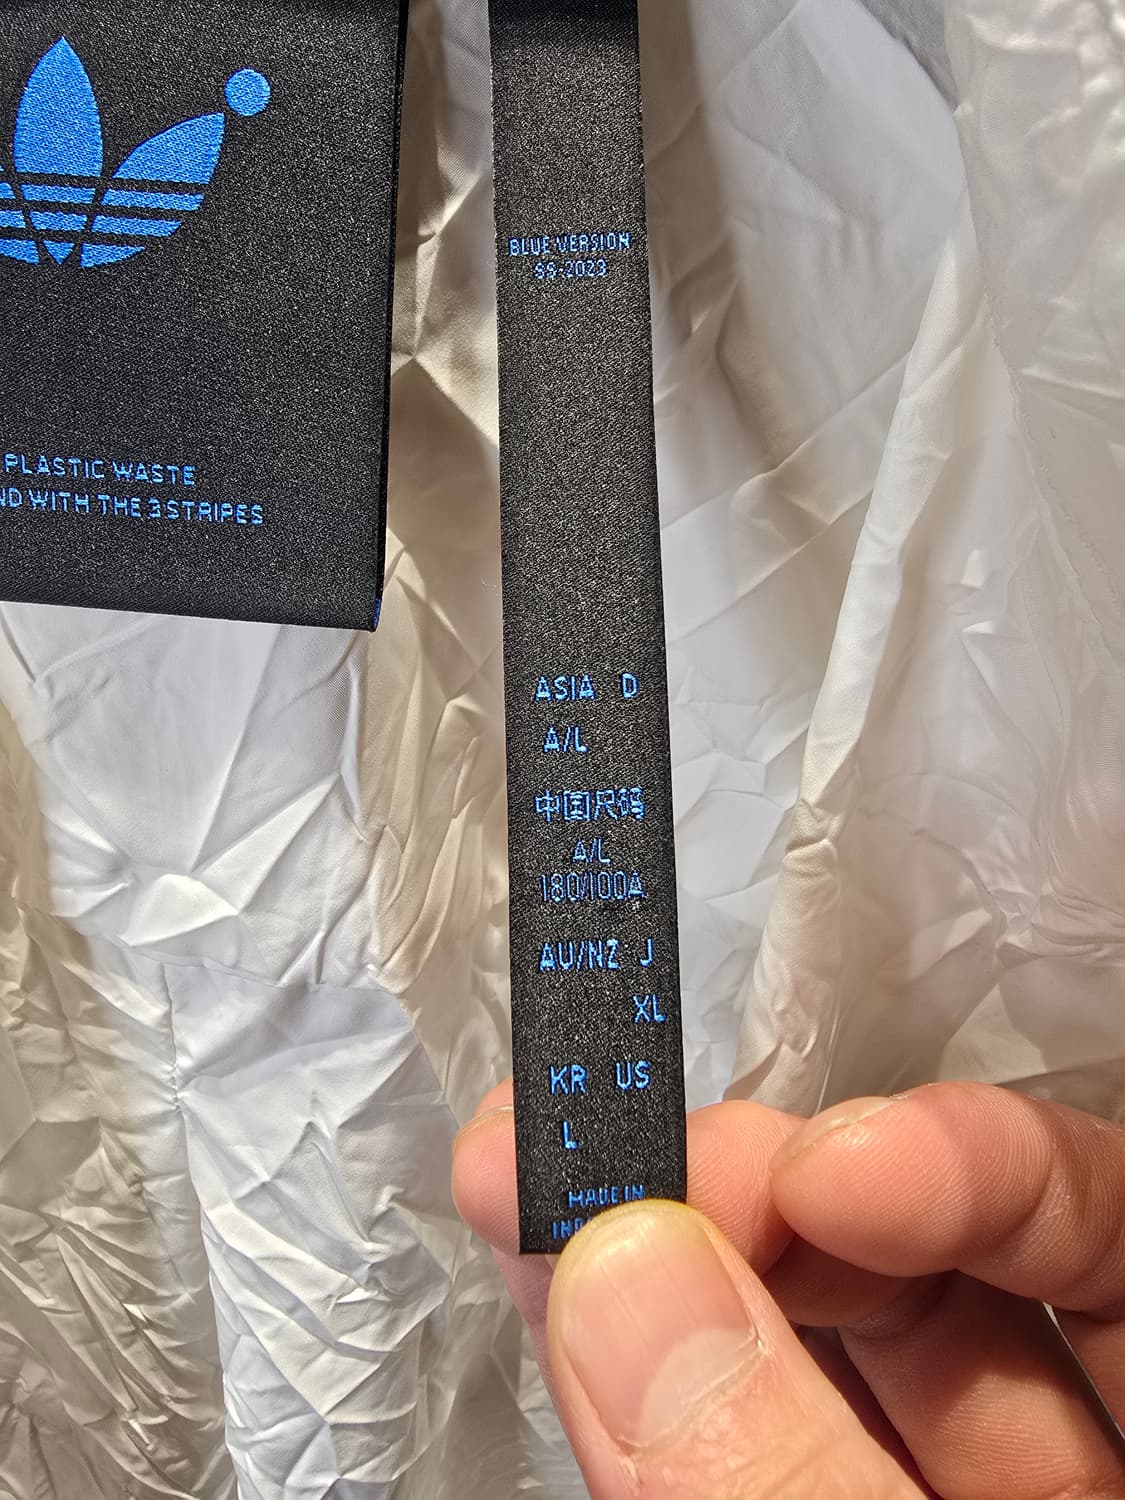 PLASTIC WASTE
WITH THE 3 STRIPES
BLUE VERSION
SS-2023
ASIA D
A/L
中国尺码
A/L
180/100A
AU/NZ J
XL
KR US
L
MADE IN